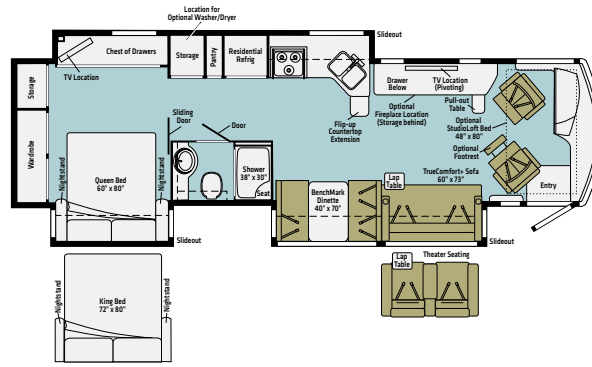 Location for
Optional Washer/Dryer
Slideout
Chest of Drawers
TV Location
Storage
Pantry
Residential
Refrig
Drawer
Below
TV Location
(Pivoting)
Pull-out
Table
Optional
Fireplace Location
(Storage behind)
Optional
StudioLoft Bed
48" x 80"
Flip-up
Countertop
Extension
Optional
Footrest
Storage
Wardrobe
Sliding
Door
Door
Nightstand
Queen Bed
60" x 80"
Nightstand
Shower
38" x 30"
Seat
BenchMark
Dinette
40" x 70"
Lap
Table
TrueComfort+ Sofa
60" x 73"
Entry
Slideout
Slideout
Nightstand
King Bed
72" x 80"
Nightstand
Theater Seating
Lap
Table